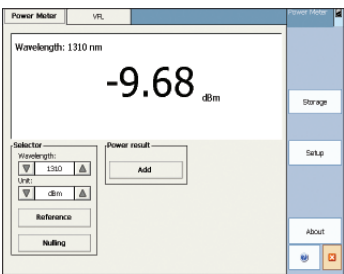 Power Meter
VFL
Power Meter
Wavelength: 1310 nm
-9.68 dBm
Storage
Setup
Selector
Power result
Wavelength:
1310
Add
Unit:
dBm
Reference
Nulling
About